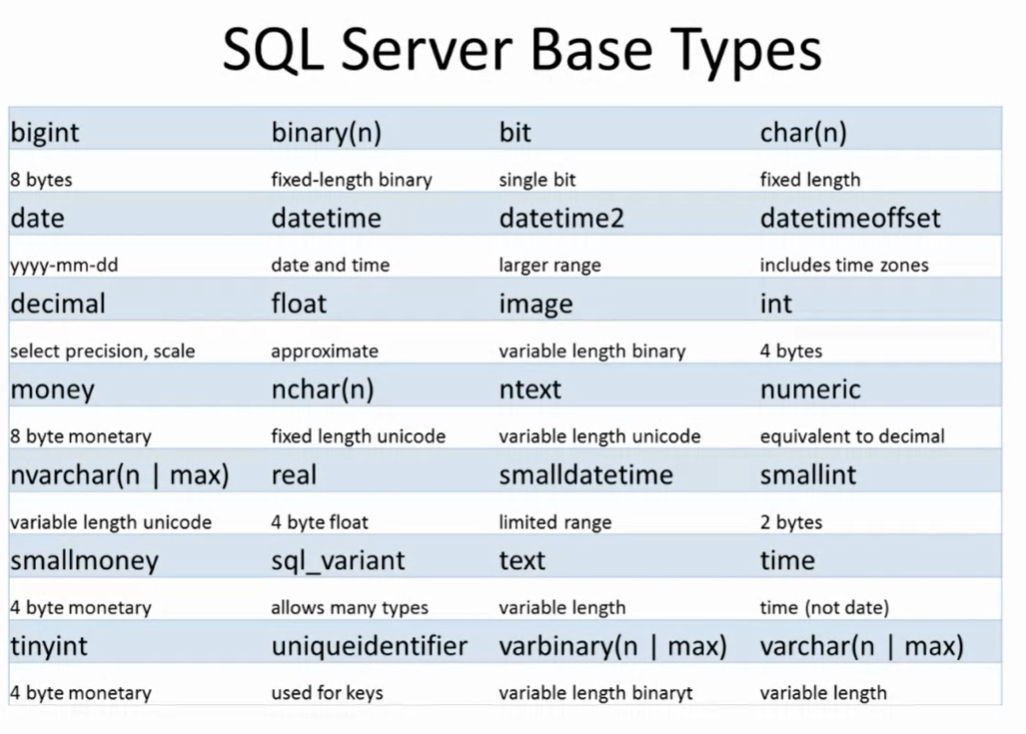 SQL Server Base Types
bigint binary(n) bit char(n)
8 bytes fixed-length binary single bit fixed length
date datetime datetime2 datetimeoffset
yyyy-mm-dd date and time larger range includes time zones
decimal float image int
select precision, scale approximate variable length binary 4 bytes
money nchar(n) ntext numeric
8 byte monetary fixed length unicode variable length unicode equivalent to decimal
nvarchar(n | max) real smalldatetime smallint
variable length unicode 4 byte float limited range 2 bytes
smallmoney sql_variant text time
4 byte monetary allows many types variable length time (not date)
tinyint uniqueidentifier varbinary(n | max) varchar(n | max)
4 byte monetary used for keys variable length binaryt variable length